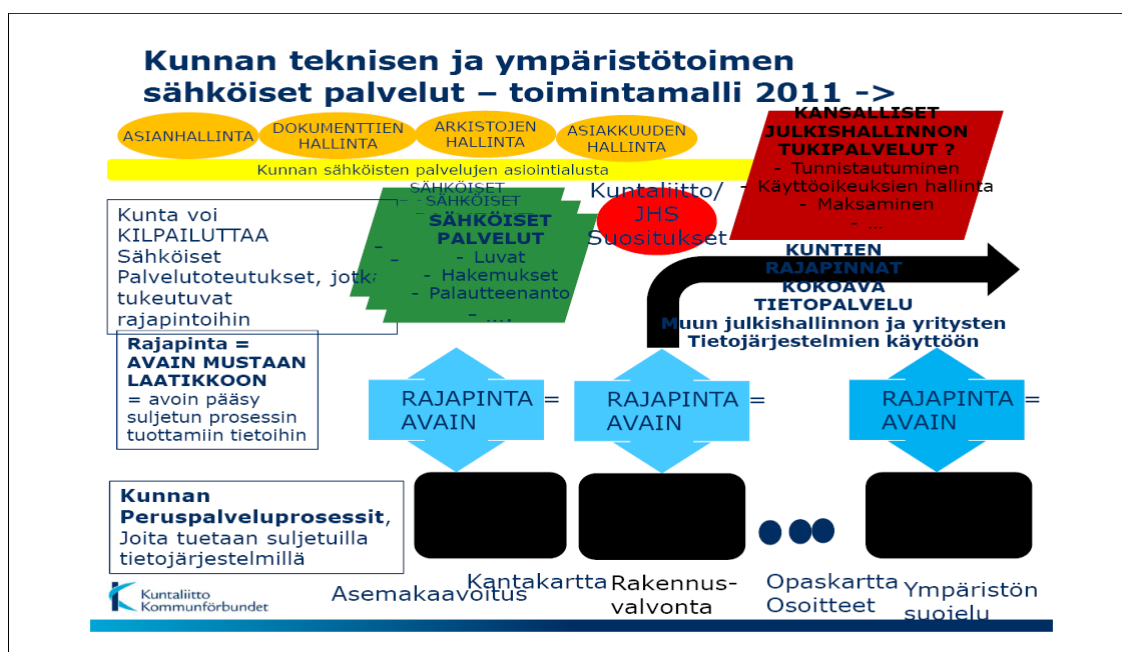 Kunnan teknisen ja ympäristötoimen
sähköiset palvelut – toimintamalli 2011 ->
ASIANHALLINTA
DOKUMENTTIEN
HALLINTA
ARKISTOJEN
HALLINTA
ASIAKKUUDEN
HALLINTA
Kunnan sähköisten palvelujen asiointialusta
KANSALLISET
JULKISHALLINNON
TUKIPALVELUT ?
- Tunnistautuminen
- Käyttöoikeuksien hallinta
- Maksaminen
- ...
Kunta voi
KILPAILUTTAA
Sähköiset
Palvelutoteutukset, jotka
tukeutuvat
rajapintoihin
SÄHKÖISET
SÄHKÖISET
SÄHKÖISET
PALVELUT
- Luvat
- Hakemukset
- Palautteenanto
- ….
Kuntaliitto/
JHS
Suositukset
KUNTIEN
RAJAPINNAT
KOKOAVA
TIETOPALVELU
Muun julkishallinnon ja yritysten
Tietojärjestelmien käyttöön
Rajapinta =
AVAIN MUSTAAN
LAATIKKOON
= avoin pääsy
suljetun prosessin
tuottamiin tietoihin
RAJAPINTA =
AVAIN
RAJAPINTA =
AVAIN
RAJAPINTA =
AVAIN
Kunnan
Peruspalveluprosessit,
Joita tuetaan suljetuilla
tietojärjestelmillä
Asemakaavoitus
Kantakartta
Rakennus-
valvonta
Opaskartta
Osoitteet
Ympäristön
suojelu
Kuntaliitto
Kommunförbundet